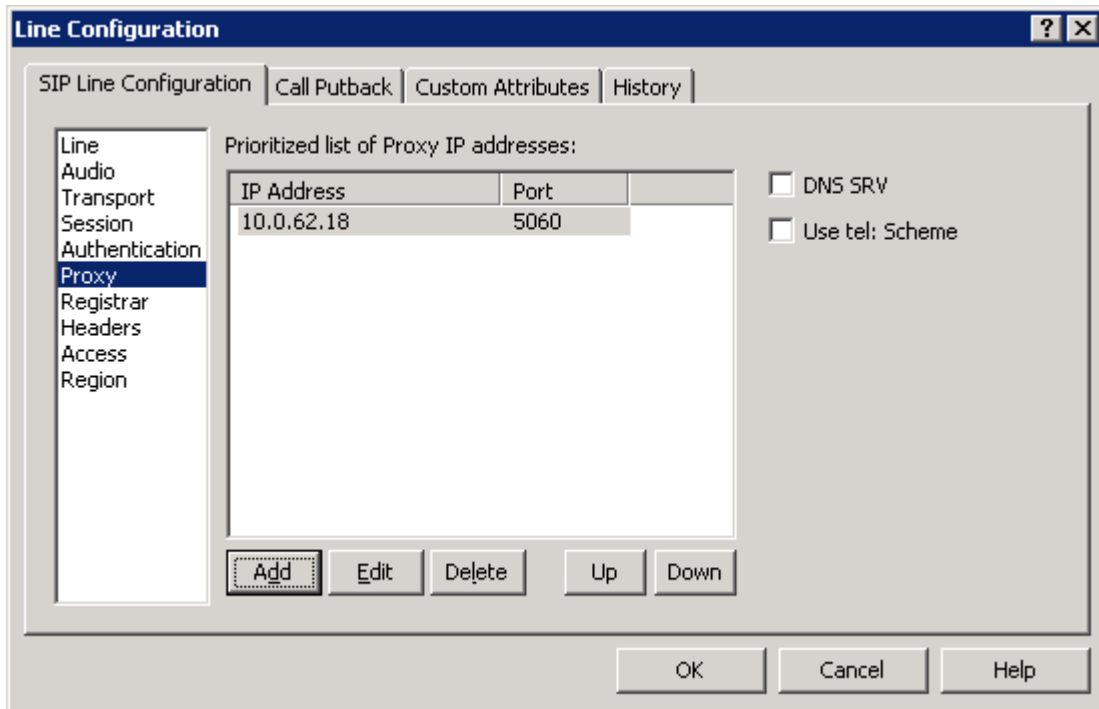 Line Configuration
SIP Line Configuration Call Putback Custom Attributes History
Line
Audio
Transport
Session
Authentication
Proxy
Registrar
Headers
Access
Region
Prioritized list of Proxy IP addresses:
IP Address Port
10.0.62.18 5060
DNS SRV
Use tel: Scheme
Add Edit Delete Up Down
OK Cancel Help